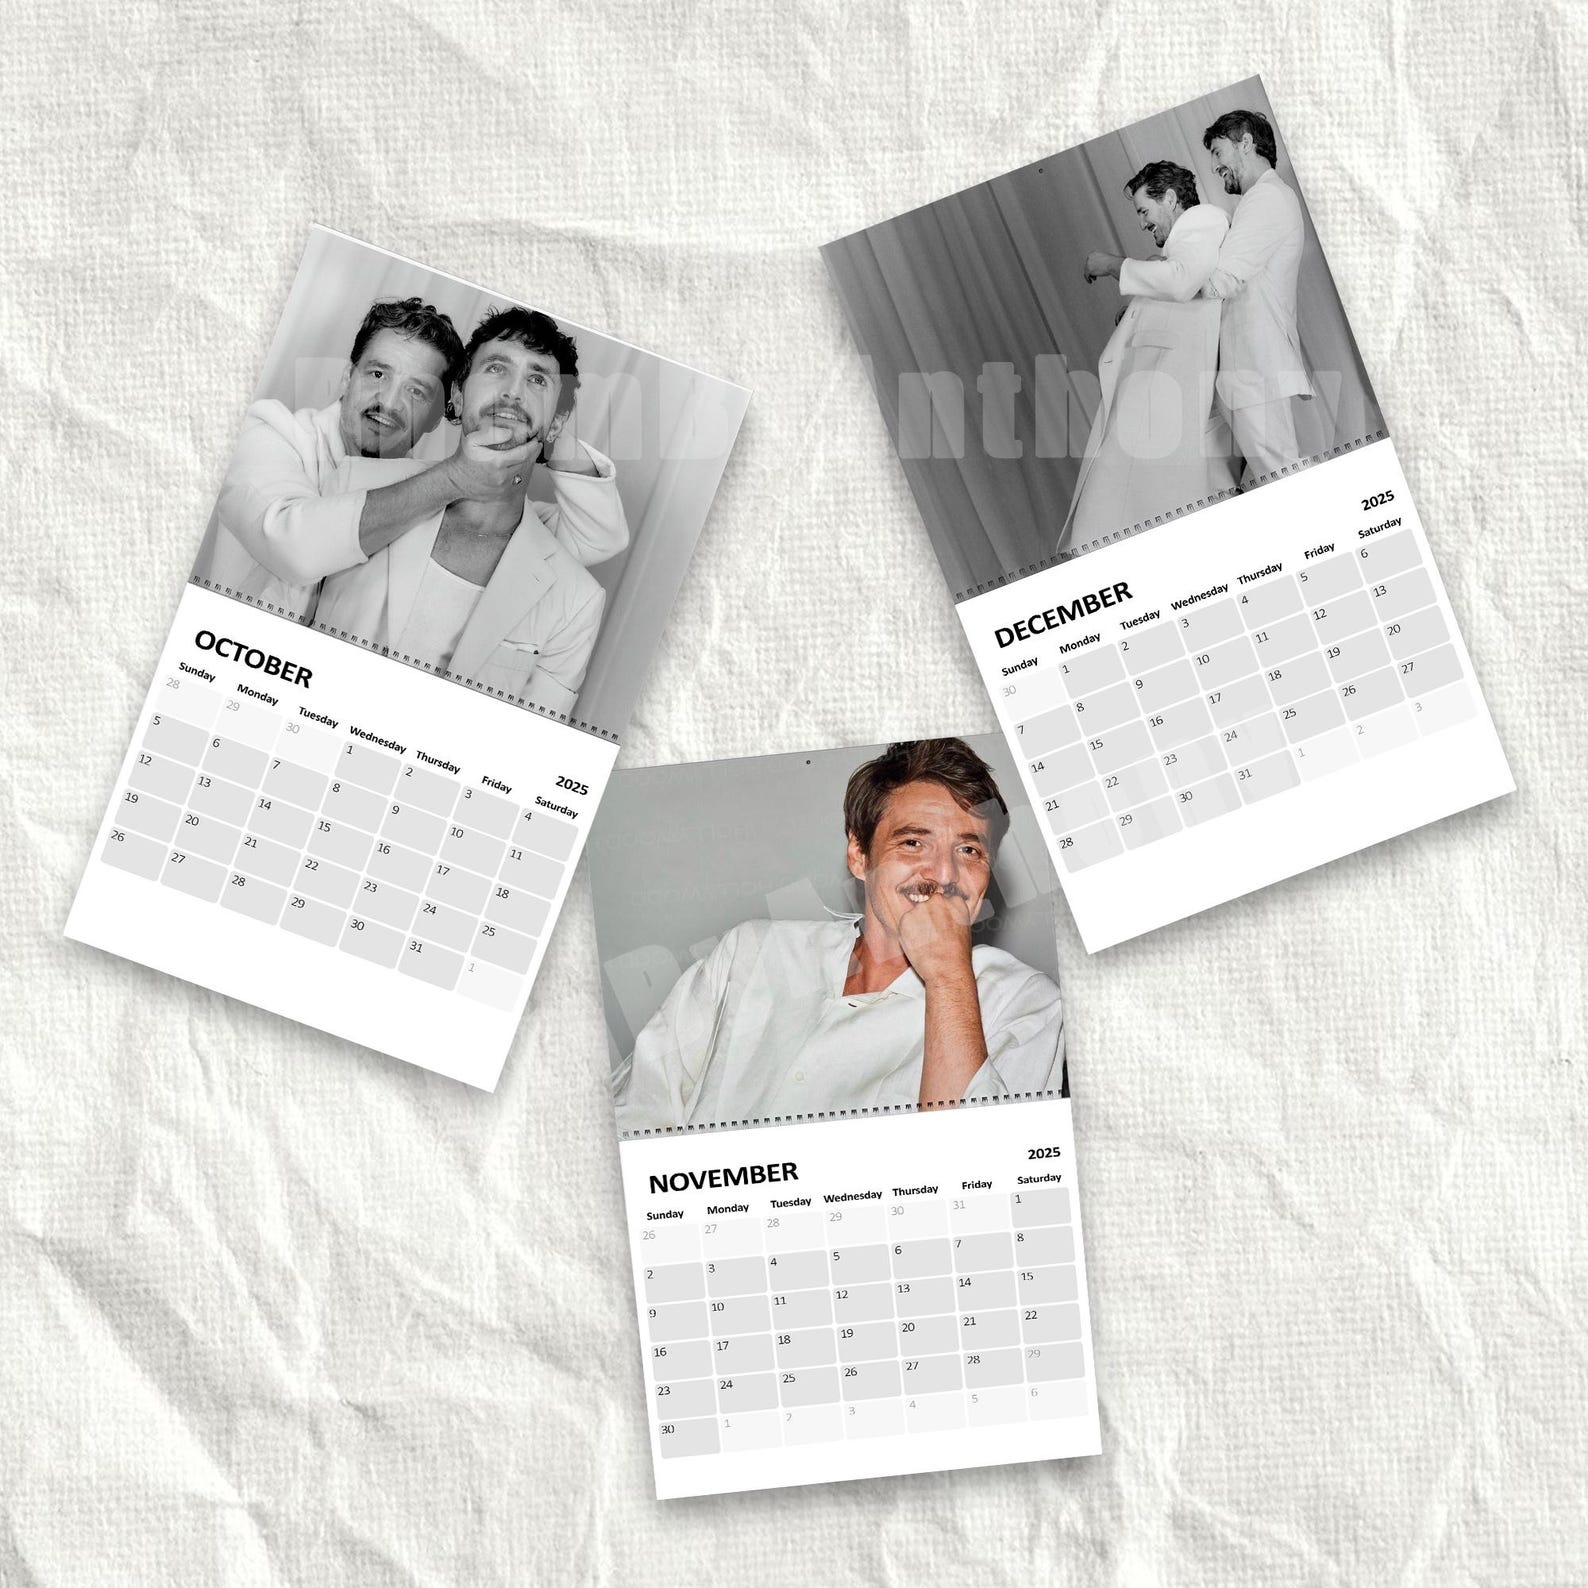 OCTOBER
2025
Sunday Monday Tuesday Wednesday Thursday Friday Saturday
28 29 30 1 2 3 4
5 6 7 8 9 10 11
12 13 14 15 16 17 18
19 20 21 22 23 24 25
26 27 28 29 30 31 1
DECEMBER
2025
Sunday Monday Tuesday Wednesday Thursday Friday Saturday
30 1 2 3 4 5 6
7 8 9 10 11 12 13
14 15 16 17 18 19 20
21 22 23 24 25 26 27
28 29 30 31 1 2 3
NOVEMBER
2025
Sunday Monday Tuesday Wednesday Thursday Friday Saturday
26 27 28 29 30 31 1
2 3 4 5 6 7 8
9 10 11 12 13 14 15
16 17 18 19 20 21 22
23 24 25 26 27 28 29
30 1 2 3 4 5 6